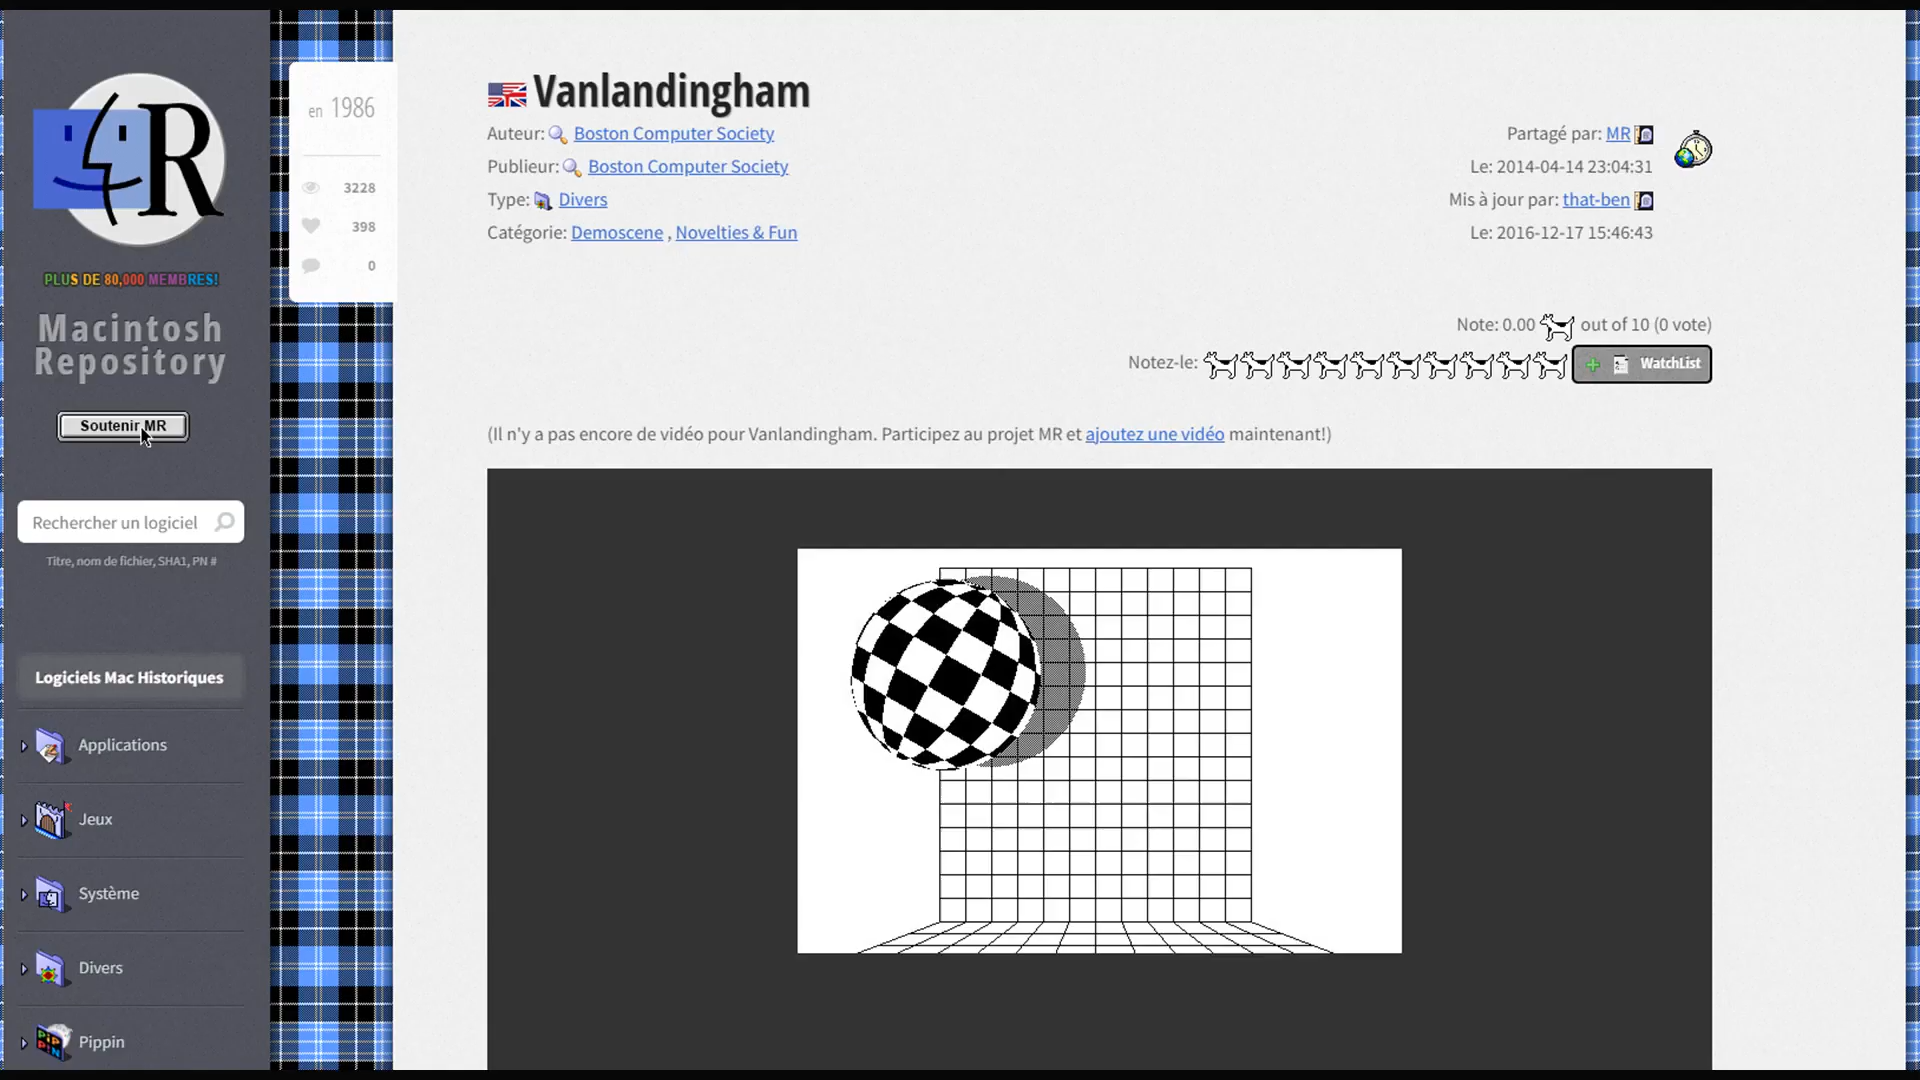 R
PLUS DE 80,000 MEMBRES!
Macintosh
Repository
Soutenir MR
Rechercher un logiciel
Titre, nom de fichier, SHA1, PN #
Logiciels Mac Historiques
Applications
Jeux
Système
Divers
Pippin
en 1986
3228
398
0
Vanlandingham
Auteur: Boston Computer Society
Publieur: Boston Computer Society
Type: Divers
Catégorie: Demoscene , Novelties & Fun
Partagé par: MR
Le: 2014-04-14 23:04:31
Mis à jour par: that-ben
Le: 2016-12-17 15:46:43
Note: 0.00 out of 10 (0 vote)
Notez-le: WatchList
(Il n'y a pas encore de vidéo pour Vanlandingham. Participez au projet MR et ajoutez une vidéo maintenant!)